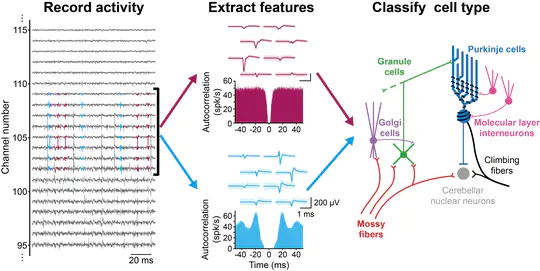 Record activity
Extract features
Classify cell type
Channel number
115
110
105
100
95
20 ms
Autocorrelation
(spk/s)
60
40
20
0
-40 -20 0 20 40
200 μV
1 ms
Autocorrelation
(spk/s)
60
40
20
0
-40 -20 0 20 40
Time (ms)
Granule
cells
Purkinje cells
Golgi
cells
Molecular layer
interneurons
Climbing
fibers
Cerebellar
nuclear neurons
Mossy
fibers